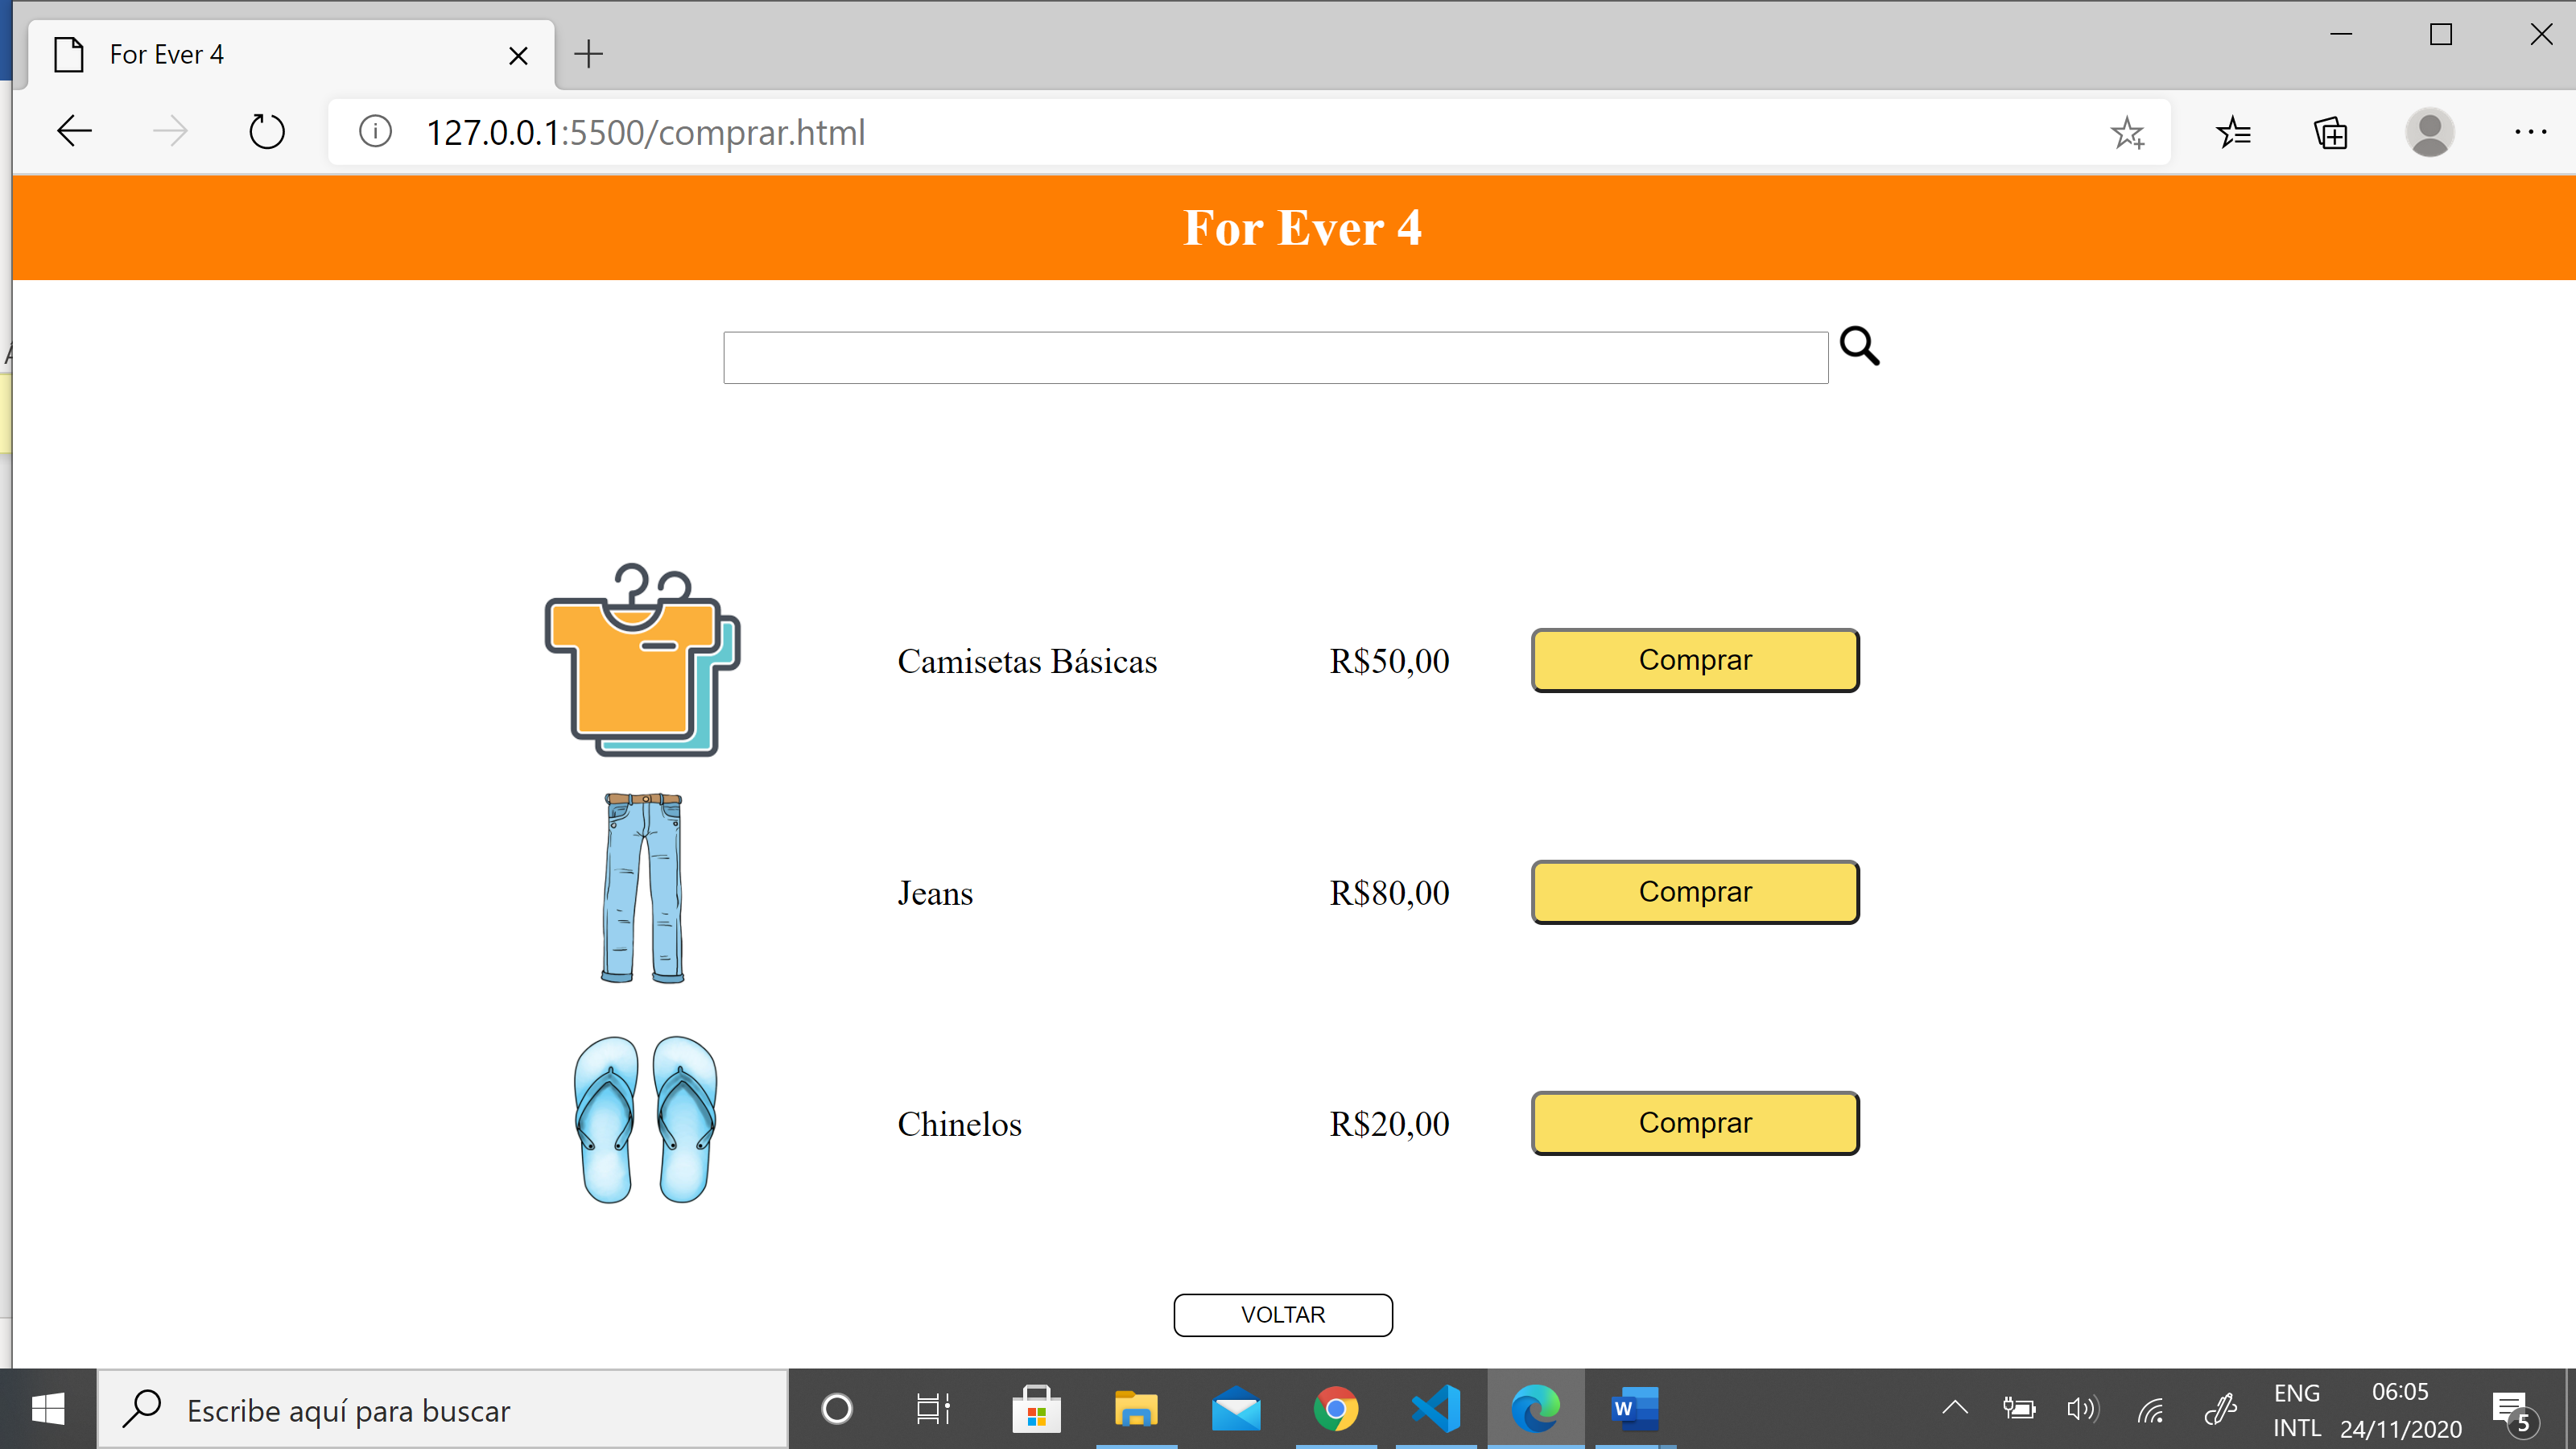 For Ever 4
127.0.0.1:5500/comprar.html
For Ever 4
Camisetas Básicas R$50,00 Comprar
Jeans R$80,00 Comprar
Chinelos R$20,00 Comprar
VOLTAR
Escribe aquí para buscar
W
ENG 06:05
INTL 24/11/2020
5